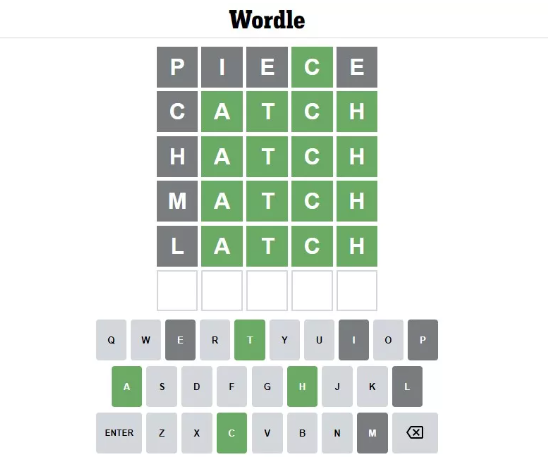 Wordle
P I E C E
C A T C H
H A T C H
M A T C H
L A T C H
Q W E R T Y U I O P
A S D F G H J K L
ENTER Z X C V B N M